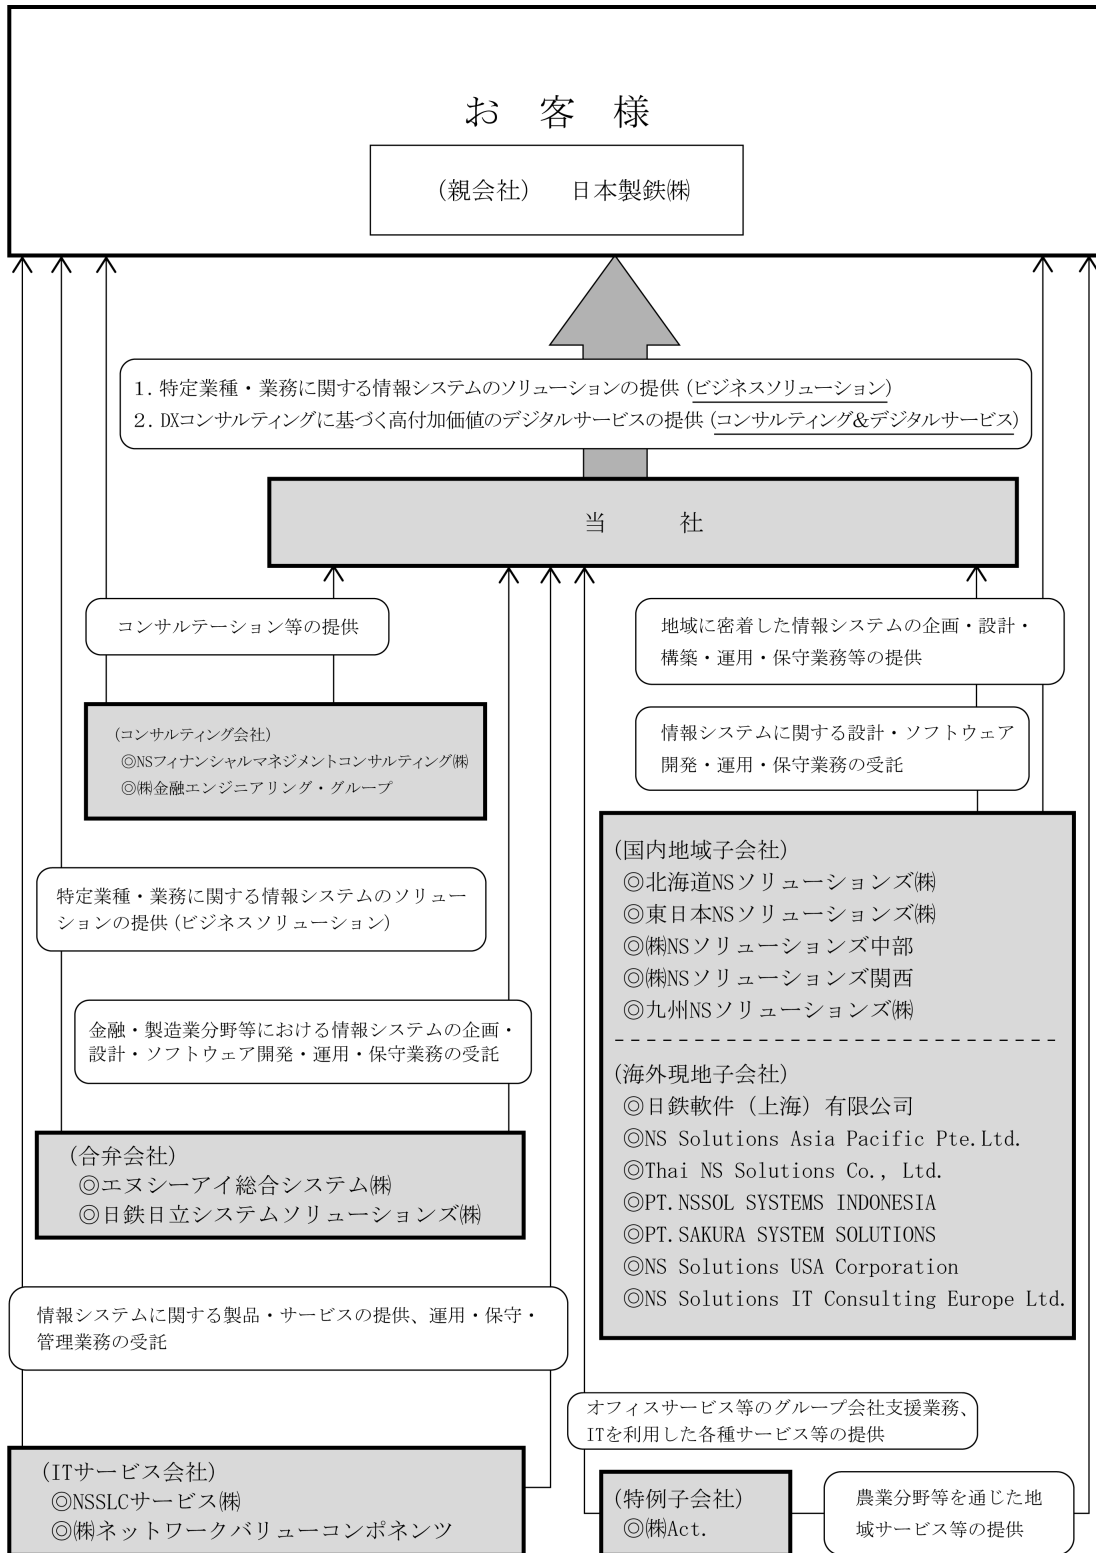 お 客 様
(親会社) 日本製鉄㈱
1. 特定業種・業務に関する情報システムのソリューションの提供 (ビジネスソリューション)
2. DXコンサルティングに基づく高付加価値のデジタルサービスの提供 (コンサルティング&デジタルサービス)
当 社
コンサルテーション等の提供
地域に密着した情報システムの企画・設計・
構築・運用・保守業務等の提供
(コンサルティング会社)
◎NSフィナンシャルマネジメントコンサルティング㈱
◎㈱金融エンジニアリング・グループ
情報システムに関する設計・ソフトウェア
開発・運用・保守業務の受託
特定業種・業務に関する情報システムのソリュー
ションの提供 (ビジネスソリューション)
金融・製造業分野等における情報システムの企画・
設計・ソフトウェア開発・運用・保守業務の受託
(国内地域子会社)
◎北海道NSソリューションズ㈱
◎東日本NSソリューションズ㈱
◎㈱NSソリューションズ中部
◎㈱NSソリューションズ関西
◎九州NSソリューションズ㈱
(海外現地子会社)
◎日鉄軟件（上海）有限公司
◎NS Solutions Asia Pacific Pte.Ltd.
◎Thai NS Solutions Co., Ltd.
◎PT.NSSOL SYSTEMS INDONESIA
◎PT.SAKURA SYSTEM SOLUTIONS
◎NS Solutions USA Corporation
◎NS Solutions IT Consulting Europe Ltd.
(合弁会社)
◎エヌシーアイ総合システム㈱
◎日鉄日立システムソリューションズ㈱
情報システムに関する製品・サービスの提供、運用・保守・
管理業務の受託
オフィスサービス等のグループ会社支援業務、
ITを利用した各種サービス等の提供
(ITサービス会社)
◎NSSLCサービス㈱
◎㈱ネットワークバリューコンポネンツ
(特例子会社)
◎㈱Act.
農業分野等を通じた地
域サービス等の提供